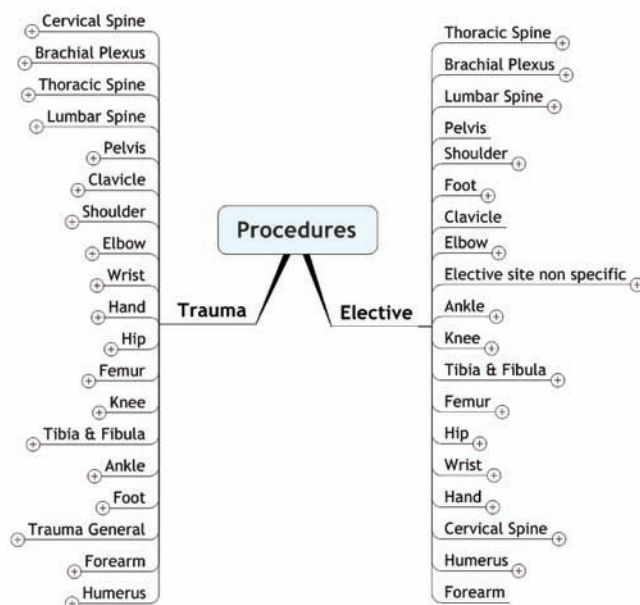 Procedures
Trauma
Cervical Spine
Brachial Plexus
Thoracic Spine
Lumbar Spine
Pelvis
Clavicle
Shoulder
Elbow
Wrist
Hand
Hip
Femur
Knee
Tibia & Fibula
Ankle
Foot
Trauma General
Forearm
Humerus
Elective
Thoracic Spine
Brachial Plexus
Lumbar Spine
Pelvis
Shoulder
Foot
Clavicle
Elbow
Elective site non specific
Ankle
Knee
Tibia & Fibula
Femur
Hip
Wrist
Hand
Cervical Spine
Humerus
Forearm